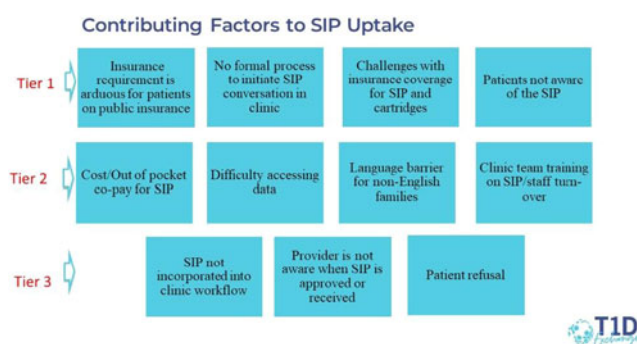 Contributing Factors to SIP Uptake
Tier 1
Insurance
requirement is
arduous for patients
on public insurance
No formal process
to initiate SIP
conversation in
clinic
Challenges with
insurance coverage
for SIP and
cartridges
Patients not aware
of the SIP
Tier 2
Cost/Out of pocket
co-pay for SIP
Difficulty accessing
data
Language barrier
for non-English
families
Clinic team training
on SIP/staff turn-
over
Tier 3
SIP not
incorporated into
clinic workflow
Provider is not
aware when SIP is
approved or
received
Patient refusal
T1D
Exchange